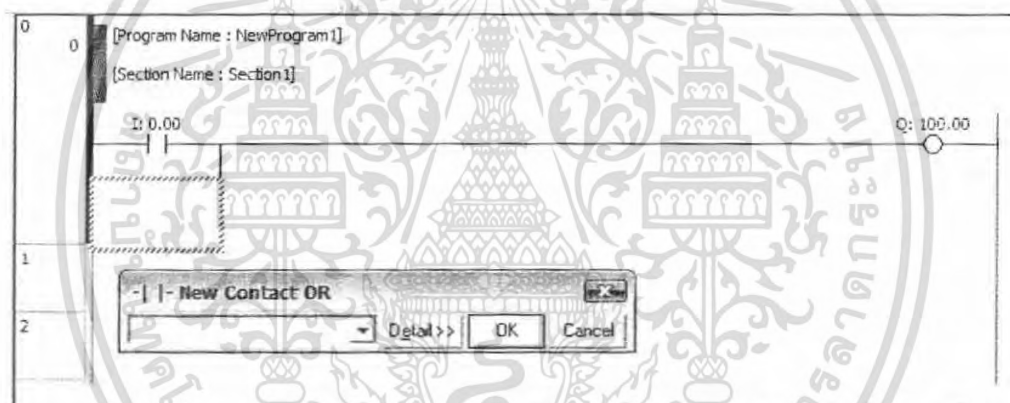 0
0
[Program Name : NewProgram1]
[Section Name : Section1]
I: 0.00
Q: 100.00
1
-| |- New Contact OR
2
Detail >> OK Cancel